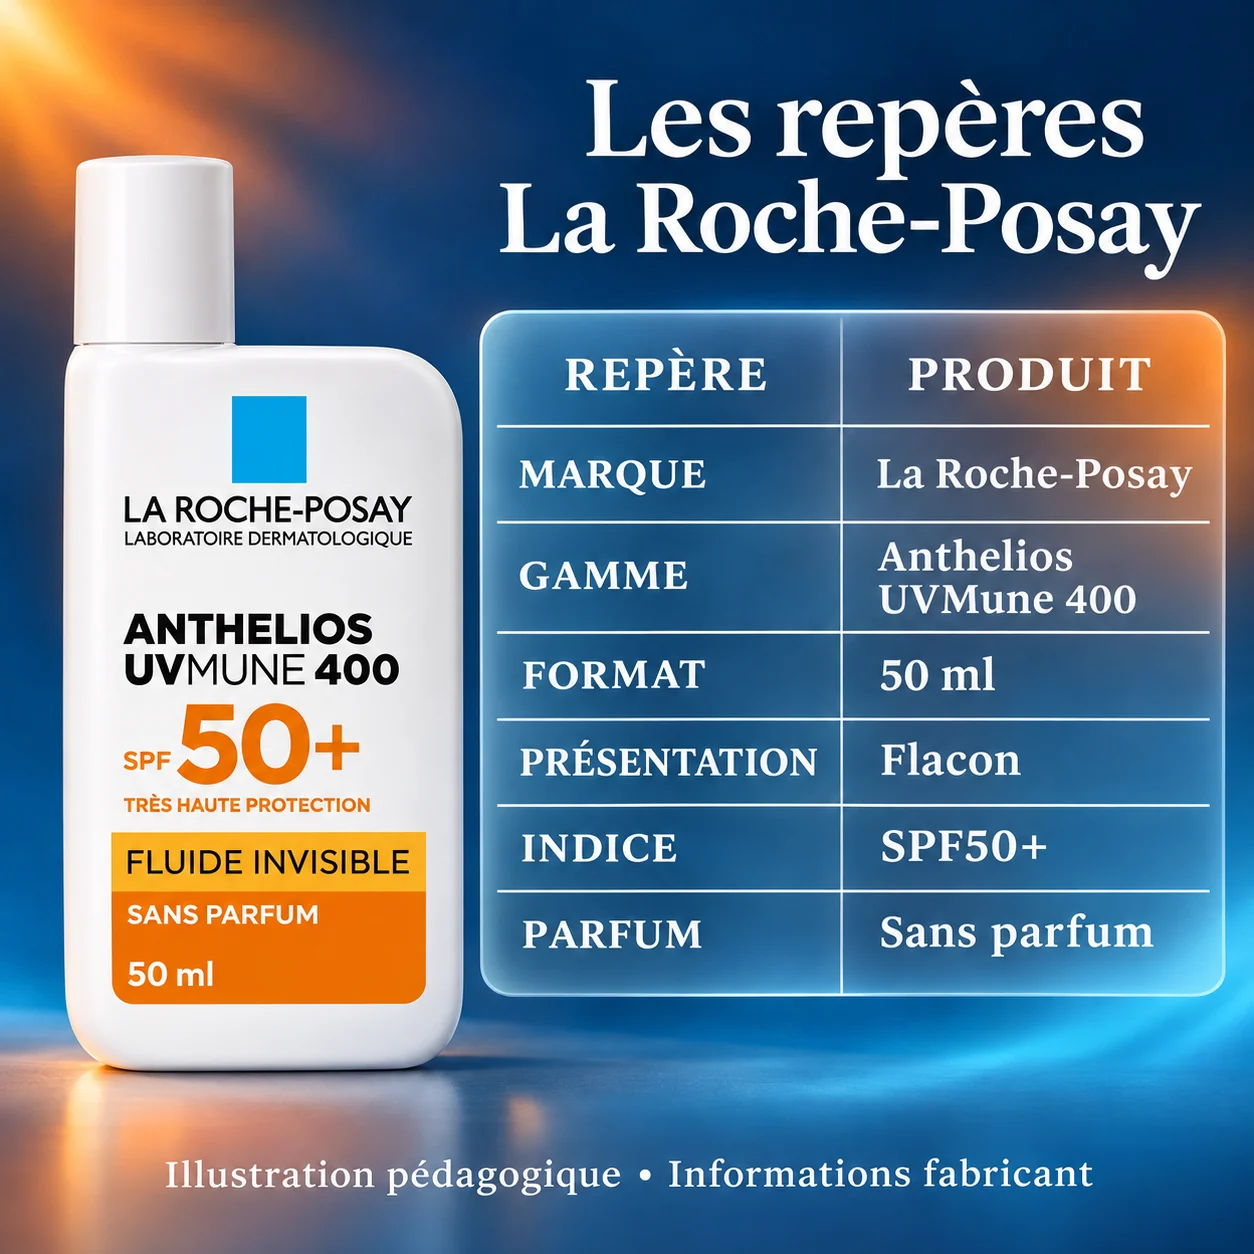 Les repères
La Roche-Posay
LA ROCHE-POSAY
LABORATOIRE DERMATOLOGIQUE
ANTHELIOS
UVMUNE 400
SPF 50+
TRÈS HAUTE PROTECTION
FLUIDE INVISIBLE
SANS PARFUM
50 ml
REPÈRE PRODUIT
MARQUE La Roche-Posay
GAMME Anthelios
UVMune 400
FORMAT 50 ml
PRÉSENTATION Flacon
INDICE SPF50+
PARFUM Sans parfum
Illustration pédagogique • Informations fabricant